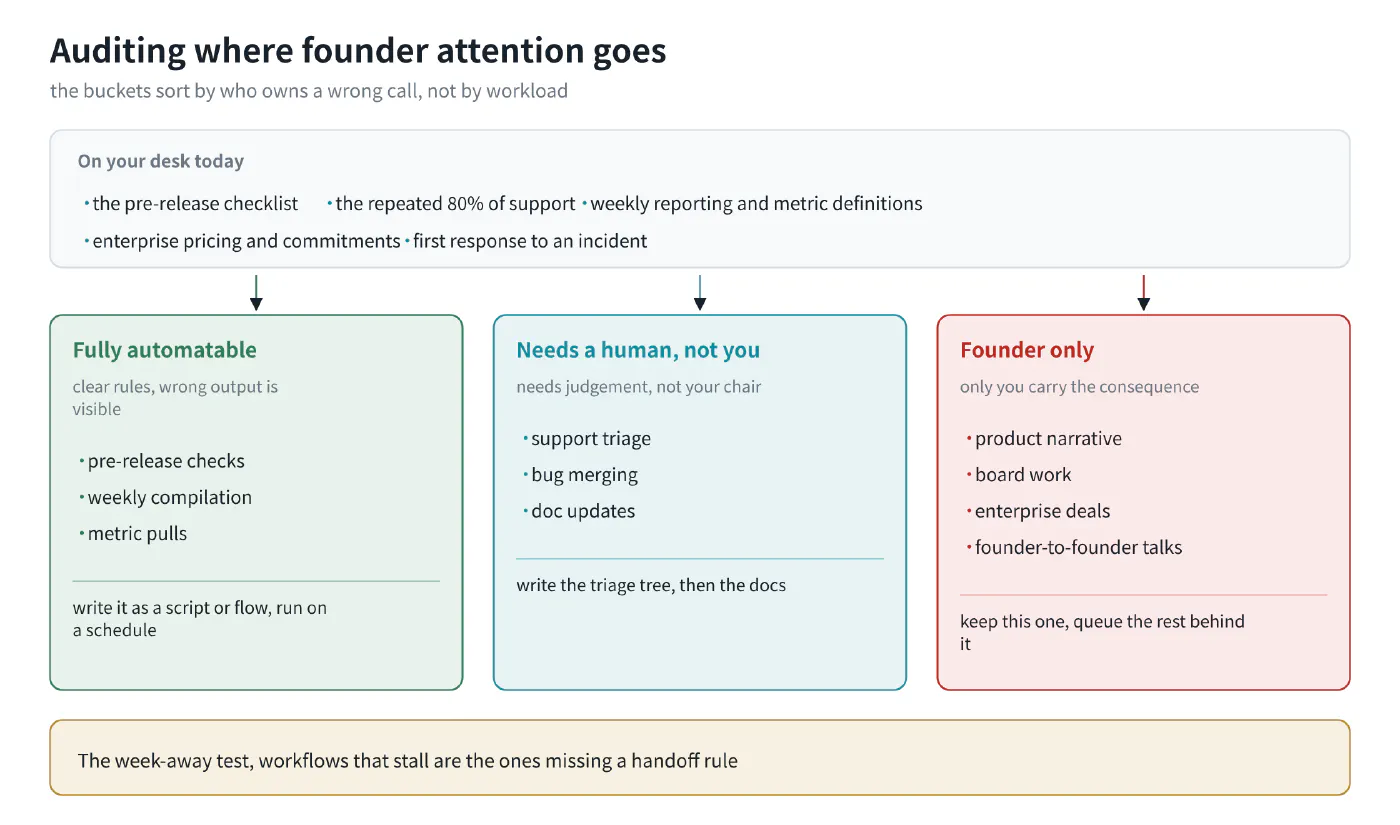 Auditing where founder attention goes
the buckets sort by who owns a wrong call, not by workload
On your desk today
•the pre-release checklist •the repeated 80% of support •weekly reporting and metric definitions
•enterprise pricing and commitments •first response to an incident
Fully automatable
clear rules, wrong output is
visible
•pre-release checks
•weekly compilation
•metric pulls
write it as a script or flow, run on
a schedule
Needs a human, not you
needs judgement, not your chair
•support triage
•bug merging
•doc updates
write the triage tree, then the docs
Founder only
only you carry the consequence
•product narrative
•board work
•enterprise deals
•founder-to-founder talks
keep this one, queue the rest behind
it
The week-away test, workflows that stall are the ones missing a handoff rule